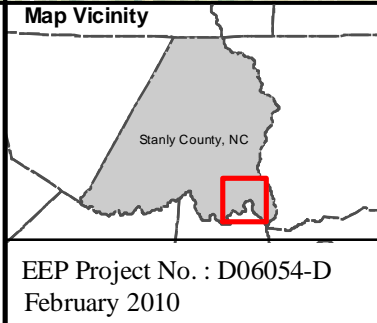 Map Vicinity
Stanly County, NC
EEP Project No. : D06054-D
February 2010